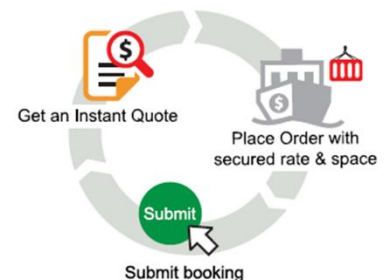 $
Get an Instant Quote
$
Place Order with
secured rate & space
Submit
Submit booking